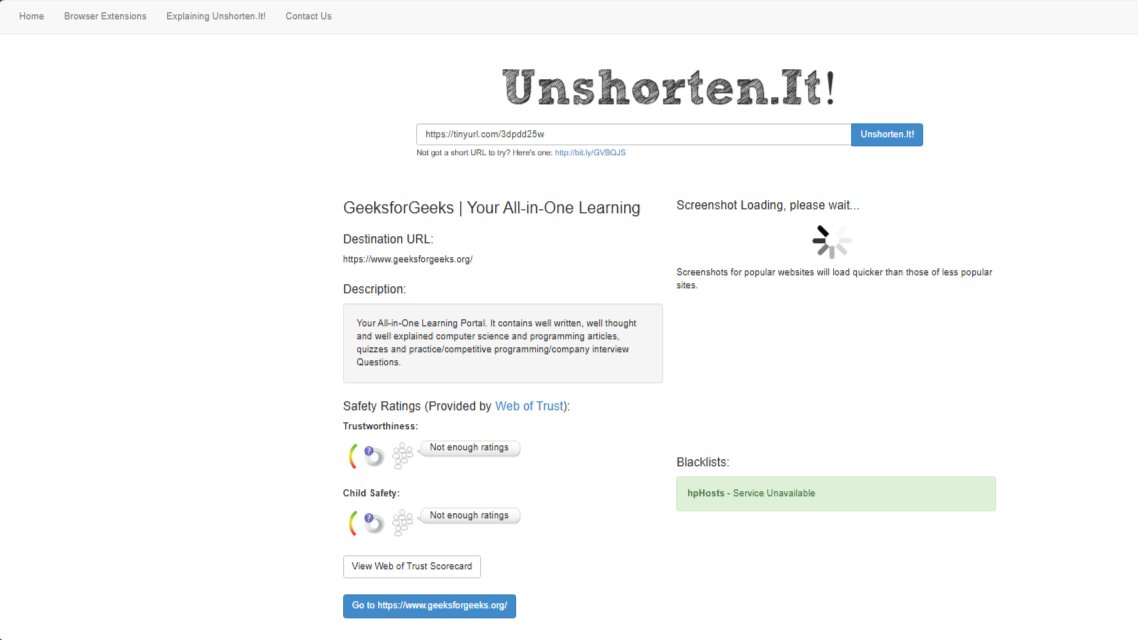 Home Browser Extensions Explaining Unshorten.It! Contact Us
Unshorten.It!
https://tinyurl.com/3dpdd25w Unshorten.It!
Not got a short URL to try? Here's one: http://bit.ly/GVBQJS
GeeksforGeeks | Your All-in-One Learning
Destination URL:
https://www.geeksforgeeks.org/
Description:
Your All-in-One Learning Portal. It contains well written, well thought
and well explained computer science and programming articles,
quizzes and practice/competitive programming/company interview
Questions.
Safety Ratings (Provided by Web of Trust):
Trustworthiness:
? Not enough ratings
Child Safety:
? Not enough ratings
View Web of Trust Scorecard
Go to https://www.geeksforgeeks.org/
Screenshot Loading, please wait...
Screenshots for popular websites will load quicker than those of less popular
sites.
Blacklists:
hpHosts - Service Unavailable